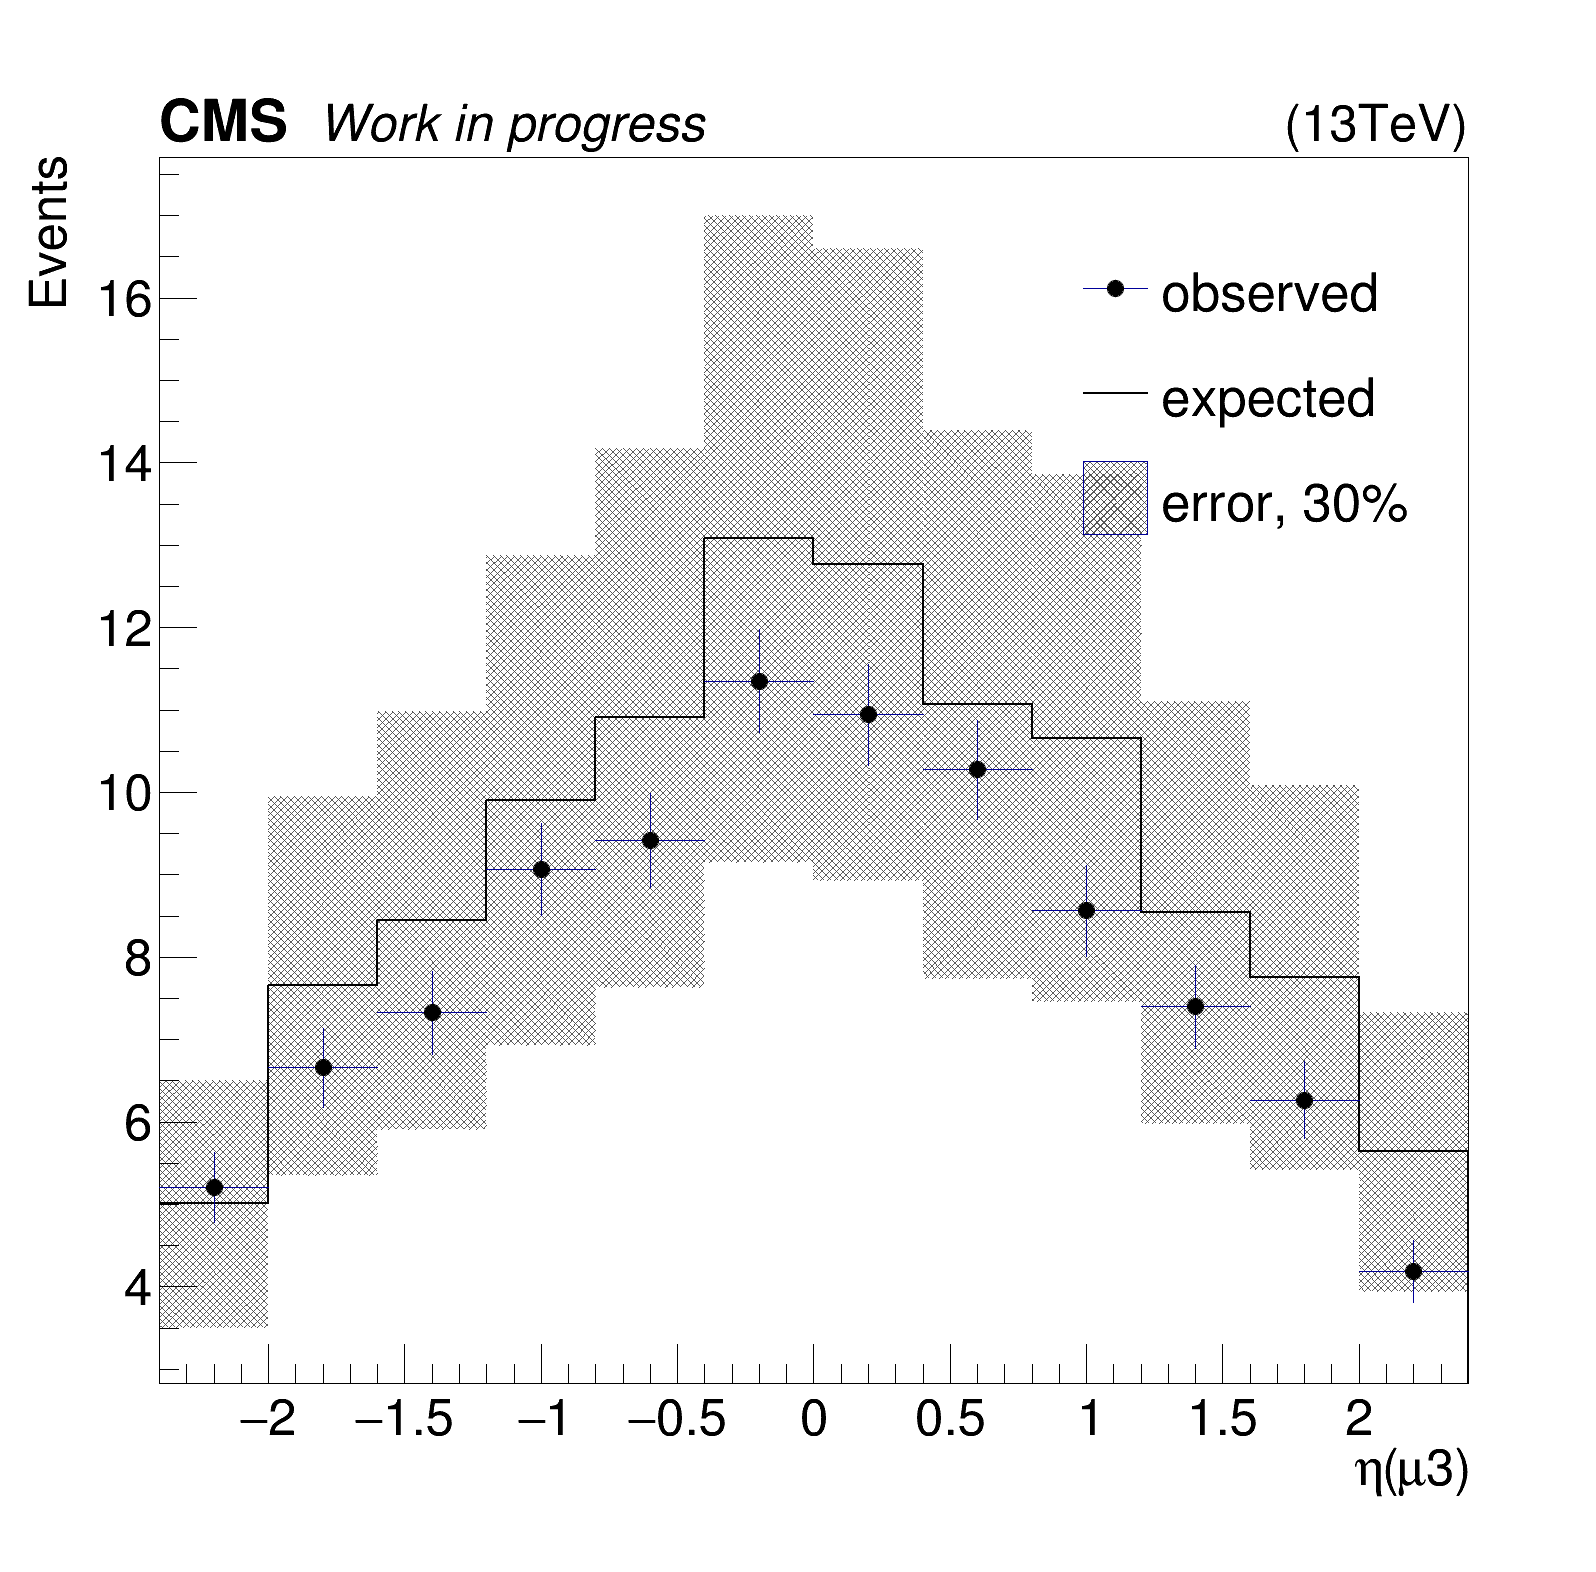 CMS Work in progress (13TeV)
Events
observed
expected
error, 30%
16
14
12
10
8
6
4
−2 −1.5 −1 −0.5 0 0.5 1 1.5 2
η(μ3)